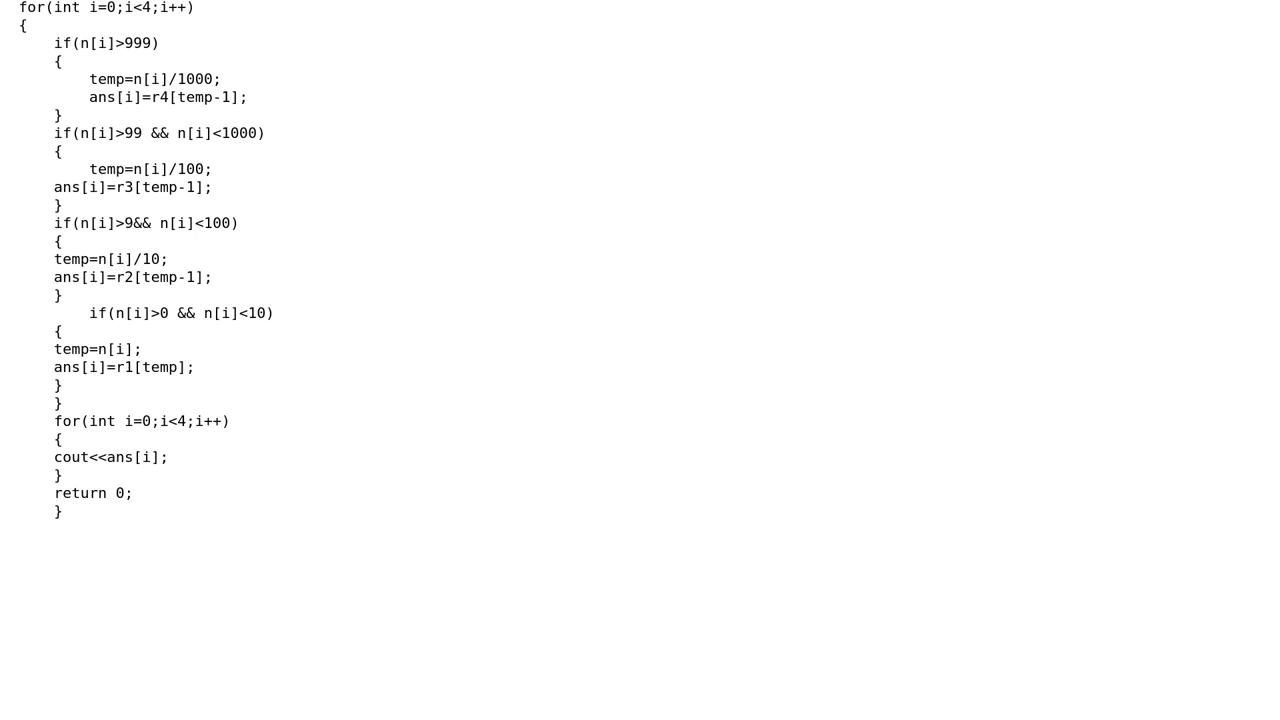 for(int i=0;i<4;i++)
{
    if(n[i]>999)
    {
        temp=n[i]/1000;
        ans[i]=r4[temp-1];
    }
    if(n[i]>99 && n[i]<1000)
    {
        temp=n[i]/100;
    ans[i]=r3[temp-1];
    }
    if(n[i]>9&& n[i]<100)
    {
    temp=n[i]/10;
    ans[i]=r2[temp-1];
    }
        if(n[i]>0 && n[i]<10)
    {
    temp=n[i];
    ans[i]=r1[temp];
    }
    }
    for(int i=0;i<4;i++)
    {
    cout<<ans[i];
    }
    return 0;
    }